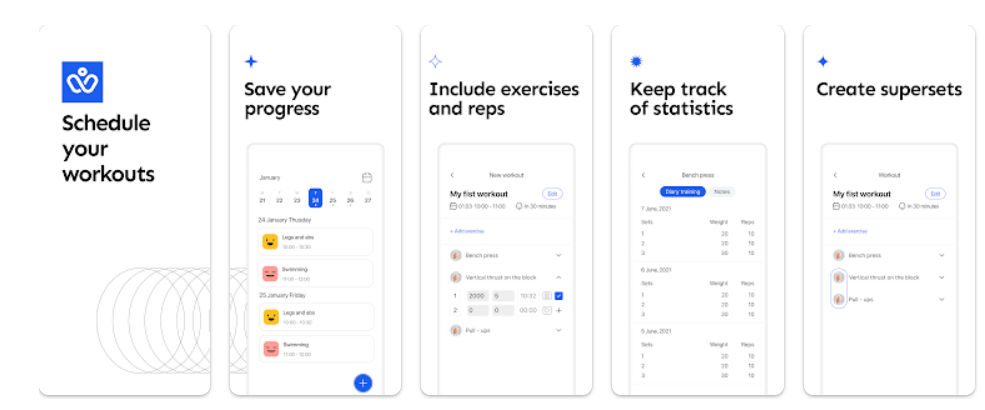 Schedule
your
workouts
Save your
progress
January
21 22 23 24 25 26 27
24 January Thusday
Legs and abs
10:00 - 10:30
Swimming
11:00 - 12:00
25 January Friday
Legs and abs
10:00 - 10:30
Swimming
11:00 - 12:00
Include exercises
and reps
New workout
My fist workout Edit
01.03 10:00 - 11:00 In 30 minutes
+ Add exercise
Bench press
Vertical thrust on the block
1 2000 5 10:32
2 0 0 00:00
Pull - ups
Keep track
of statistics
Bench press
Diary training Notes
7 June, 2021
Sets Weight Reps
1 20 10
2 30 10
3 30 10
6 June, 2021
Sets Weight Reps
1 20 10
2 30 10
3 30 10
5 June, 2021
Sets Weight Reps
1 20 10
2 20 10
3 30 10
Create supersets
Workout
My fist workout Edit
01.03 10:00 - 11:00 In 30 minutes
+ Add exercise
Bench press
Vertical thrust on the block
Pull - ups